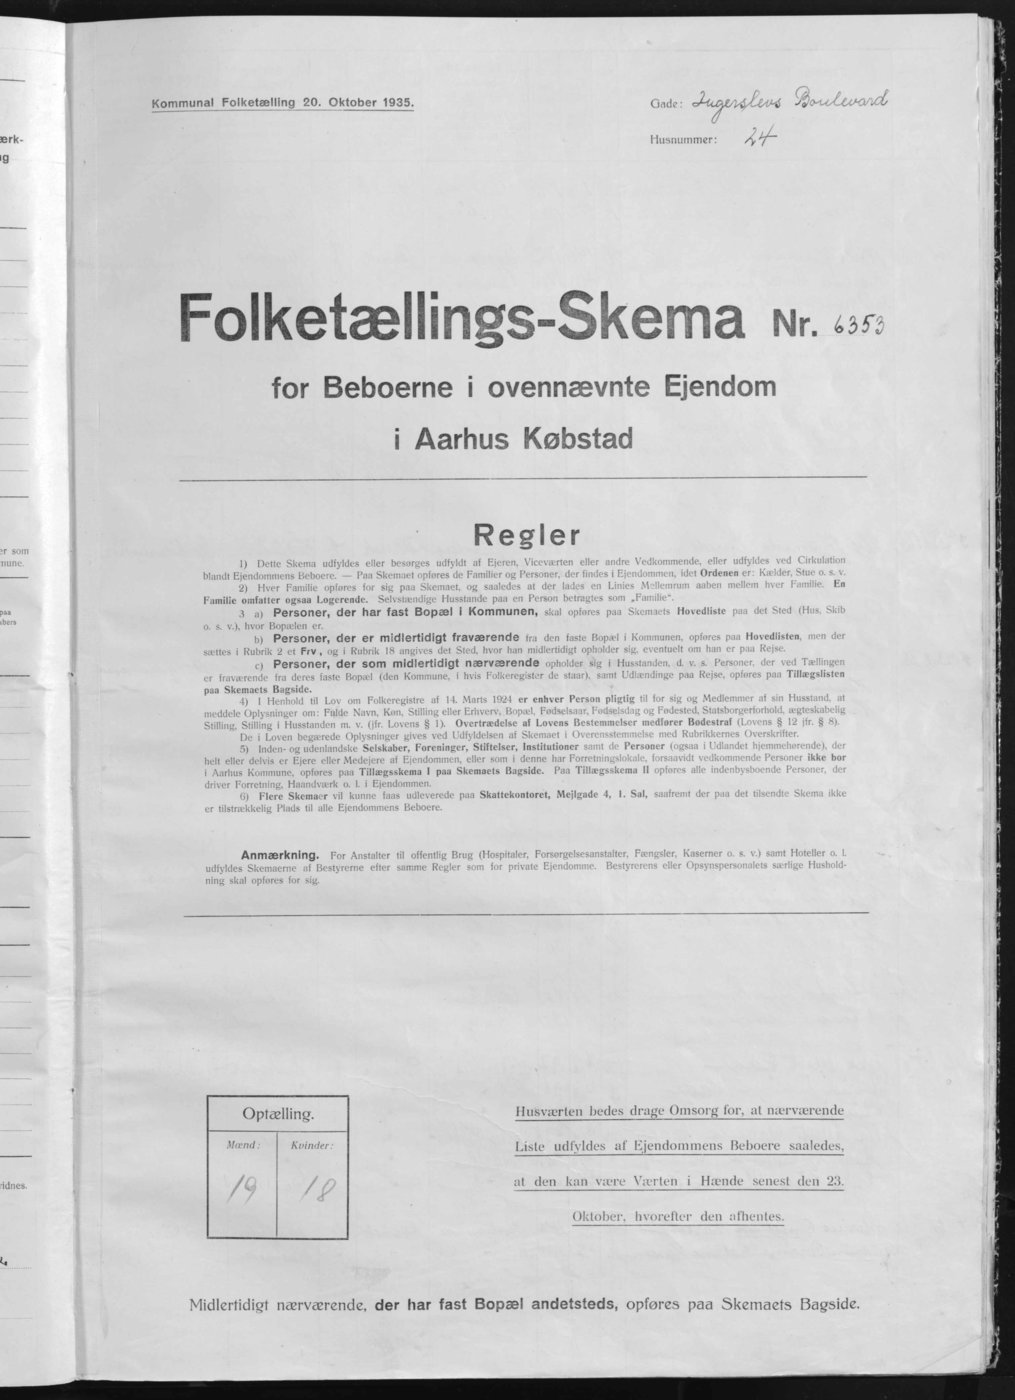 Kommunal Folketælling 20. Oktober 1935.
Gade: Ingerslevs Boulevard
Husnummer: 24
Folketællings-Skema Nr. 6353
for Beboerne i ovennævnte Ejendom
i Aarhus Købstad
Regler
1) Dette Skema udfyldes eller besørges udfyldt af Ejeren, Viceværten eller andre Vedkommende, eller udfyldes ved Cirkulation
blandt Ejendommens Beboere. — Paa Skemaet opføres de Familier og Personer, der findes i Ejendommen, idet Ordenen er: Kælder, Stue o. s. v.
2) Hver Familie opføres for sig paa Skemaet, og saaledes at der lades en Linies Mellemrum aaben mellem hver Familie. En
Familie omfatter ogsaa Logerende. Selvstændige Husstande paa en Person betragtes som „Familie".
3 a) Personer, der har fast Bopæl i Kommunen, skal opføres paa Skemaets Hovedliste paa det Sted (Hus, Skib
o. s. v.), hvor Bopælen er.
b) Personer, der er midlertidigt fraværende fra den faste Bopæl i Kommunen, opføres paa Hovedlisten, men der
sættes i Rubrik 2 et Frv., og i Rubrik 18 angives det Sted, hvor han midlertidigt opholder sig, eventuelt om han er paa Rejse.
c) Personer, der som midlertidigt nærværende opholder sig i Husstanden, d. v. s. Personer, der ved Tællingen
er fraværende fra deres faste Bopæl (den Kommune, i hvis Folkeregister de staar), samt Udlændinge paa Rejse, opføres paa Tillægslisten
paa Skemaets Bagside.
4) I Henhold til Lov om Folkeregistre af 14. Marts 1924 er enhver Person pligtig til for sig og Medlemmer af sin Husstand, at
meddele Oplysninger om: Fulde Navn, Køn, Stilling eller Erhverv, Bopæl, Fødselsaar, Fødselsdag og Fødested, Statsborgerforhold, ægteskabelig
Stilling, Stilling i Husstanden m. v. (jfr. Lovens § 1). Overtrædelse af Lovens Bestemmelser medfører Bødestraf (Lovens § 12 jfr. § 8).
De i Loven begærede Oplysninger gives ved Udfyldelsen af Skemaet i Overensstemmelse med Rubrikkernes Overskrifter.
5) Inden- og udenlandske Selskaber, Foreninger, Stiftelser, Institutioner samt de Personer (ogsaa i Udlandet hjemmehørende), der
helt eller delvis er Ejere eller Medejere af Ejendommen, eller som i denne har Forretningslokale, forsaavidt vedkommende Personer ikke bor
i Aarhus Kommune, opføres paa Tillægsskema I paa Skemaets Bagside. Paa Tillægsskema II opføres alle indenbysboende Personer, der
driver Forretning, Haandværk o. l. i Ejendommen.
6) Flere Skemaer vil kunne faas udleverede paa Skattekontoret, Mejlgade 4, 1. Sal, saafremt der paa det tilsendte Skema ikke
er tilstrækkelig Plads til alle Ejendommens Beboere.
Anmærkning. For Anstalter til offentlig Brug (Hospitaler, Forsørgelsesanstalter, Fængsler, Kaserner o. s. v.) samt Hoteller o. l.
udfyldes Skemaerne af Bestyrerne efter samme Regler som for private Ejendomme. Bestyrerens eller Opsynspersonalets særlige Hushold-
ning skal opføres for sig.
Optælling.
Mænd: Kvinder:
19 18
Husværten bedes drage Omsorg for, at nærværende
Liste udfyldes af Ejendommens Beboere saaledes,
at den kan være Værten i Hænde senest den 23.
Oktober, hvorefter den afhentes.
Midlertidigt nærværende, der har fast Bopæl andetsteds, opføres paa Skemaets Bagside.